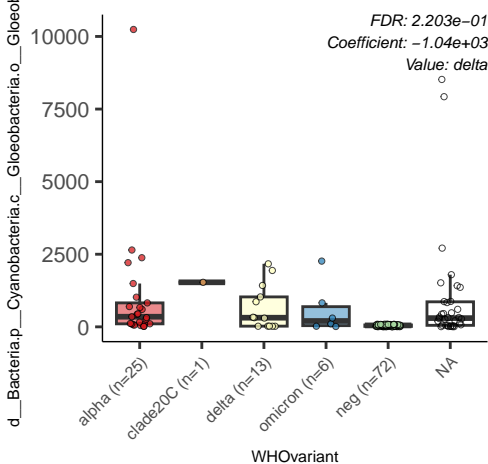 FDR: 2.203e−01
Coefficient: −1.04e+03
Value: delta
10000
7500
5000
2500
0
d__Bacteria.p__Cyanobacteria.c__Gloeobacteria.o__Gloeob
alpha (n=25)
clade20C (n=1)
delta (n=13)
omicron (n=6)
neg (n=72)
NA
WHOvariant